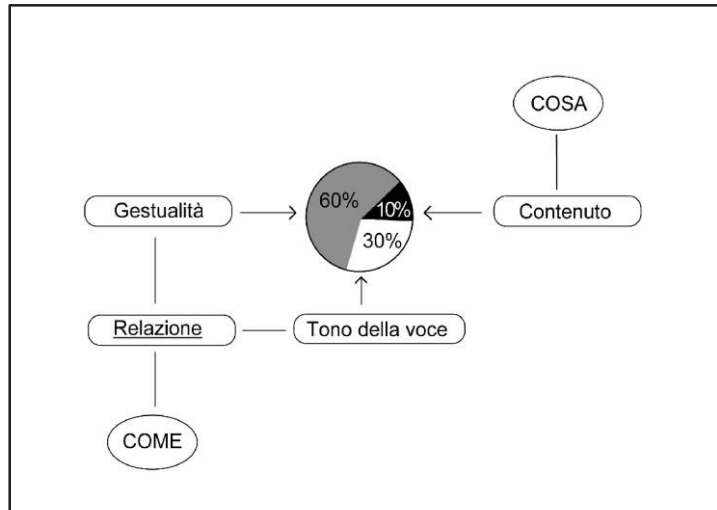 COSA
60%
10%
Gestualità
Contenuto
30%
Relazione
Tono della voce
COME